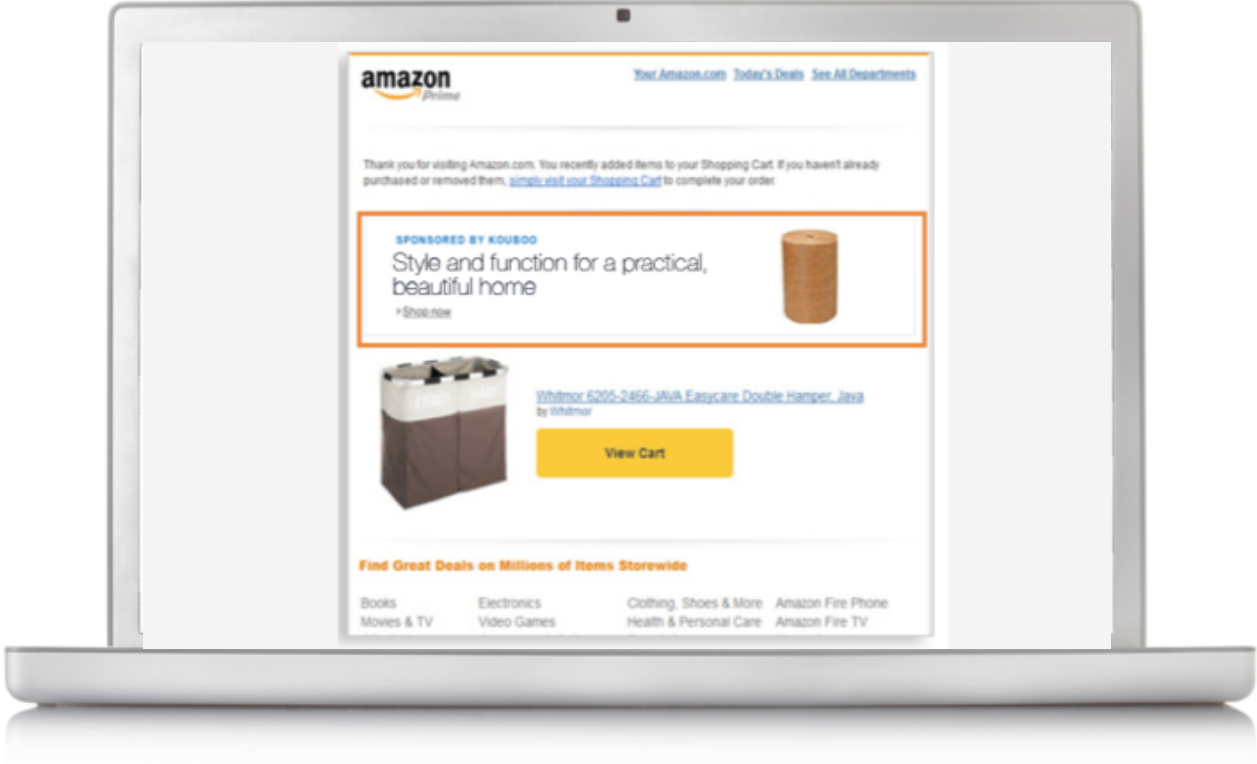 amazon
Prime
Your Amazon.com Today's Deals See All Departments
Thank you for visiting Amazon.com. You recently added items to your Shopping Cart. If you haven't already
purchased or removed them, simply visit your Shopping Cart to complete your order.
SPONSORED BY KOUBOO
Style and function for a practical,
beautiful home
> Shop now
Whitmor 6205-2466-JAVA Easycare Double Hamper, Java
by Whitmor
View Cart
Find Great Deals on Millions of Items Storewide
Books Electronics Clothing, Shoes & More Amazon Fire Phone
Movies & TV Video Games Health & Personal Care Amazon Fire TV